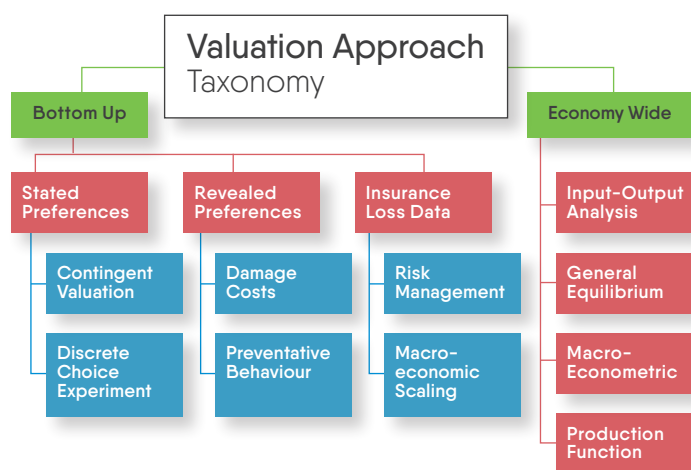 Valuation Approach
Taxonomy
Bottom Up
Economy Wide
Stated
Preferences
Revealed
Preferences
Insurance
Loss Data
Input-Output
Analysis
Contingent
Valuation
Damage
Costs
Risk
Management
General
Equilibrium
Discrete
Choice
Experiment
Preventative
Behaviour
Macro-
economic
Scaling
Macro-
Econometric
Production
Function